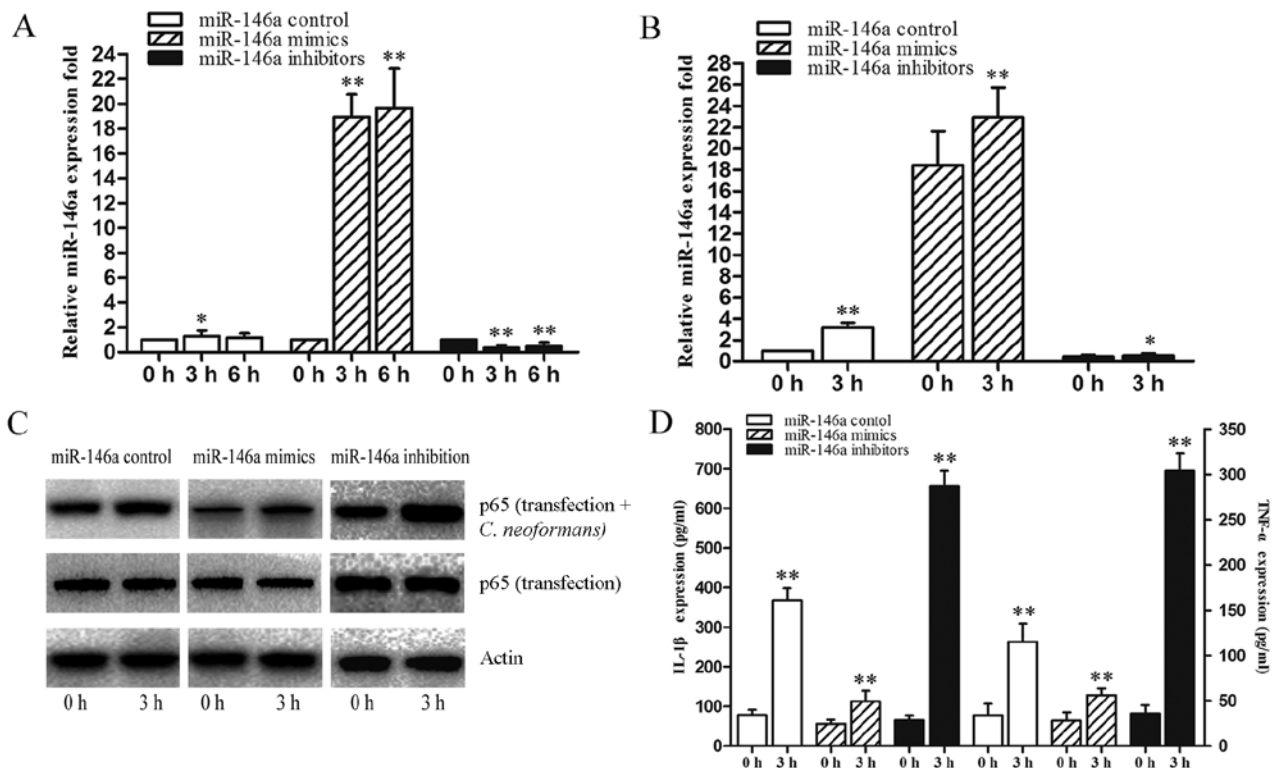 A
miR-146a control
miR-146a mimics
miR-146a inhibitors
Relative miR-146a expression fold
24
22
20
18
16
14
12
10
8
6
4
2
0
*
**
**
**
**
0 h 3 h 6 h 0 h 3 h 6 h 0 h 3 h 6 h
B
miR-146a control
miR-146a mimics
miR-146a inhibitors
Relative miR-146a expression fold
28
26
24
22
20
18
16
14
12
10
8
6
4
2
0
**
**
*
0 h 3 h 0 h 3 h 0 h 3 h
C
miR-146a control miR-146a mimics miR-146a inhibition
p65 (transfection +
C. neoformans)
p65 (transfection)
Actin
0 h 3 h 0 h 3 h 0 h 3 h
D
miR-146a contol
miR-146a mimics
miR-146a inhibitors
IL-1β expression (pg/ml)
800
700
600
500
400
300
200
100
0
**
**
**
**
**
**
350
300
250
200
150
100
50
0
TNF-α expression (pg/ml)
0 h 3 h 0 h 3 h 0 h 3 h 0 h 3 h 0 h 3 h 0 h 3 h